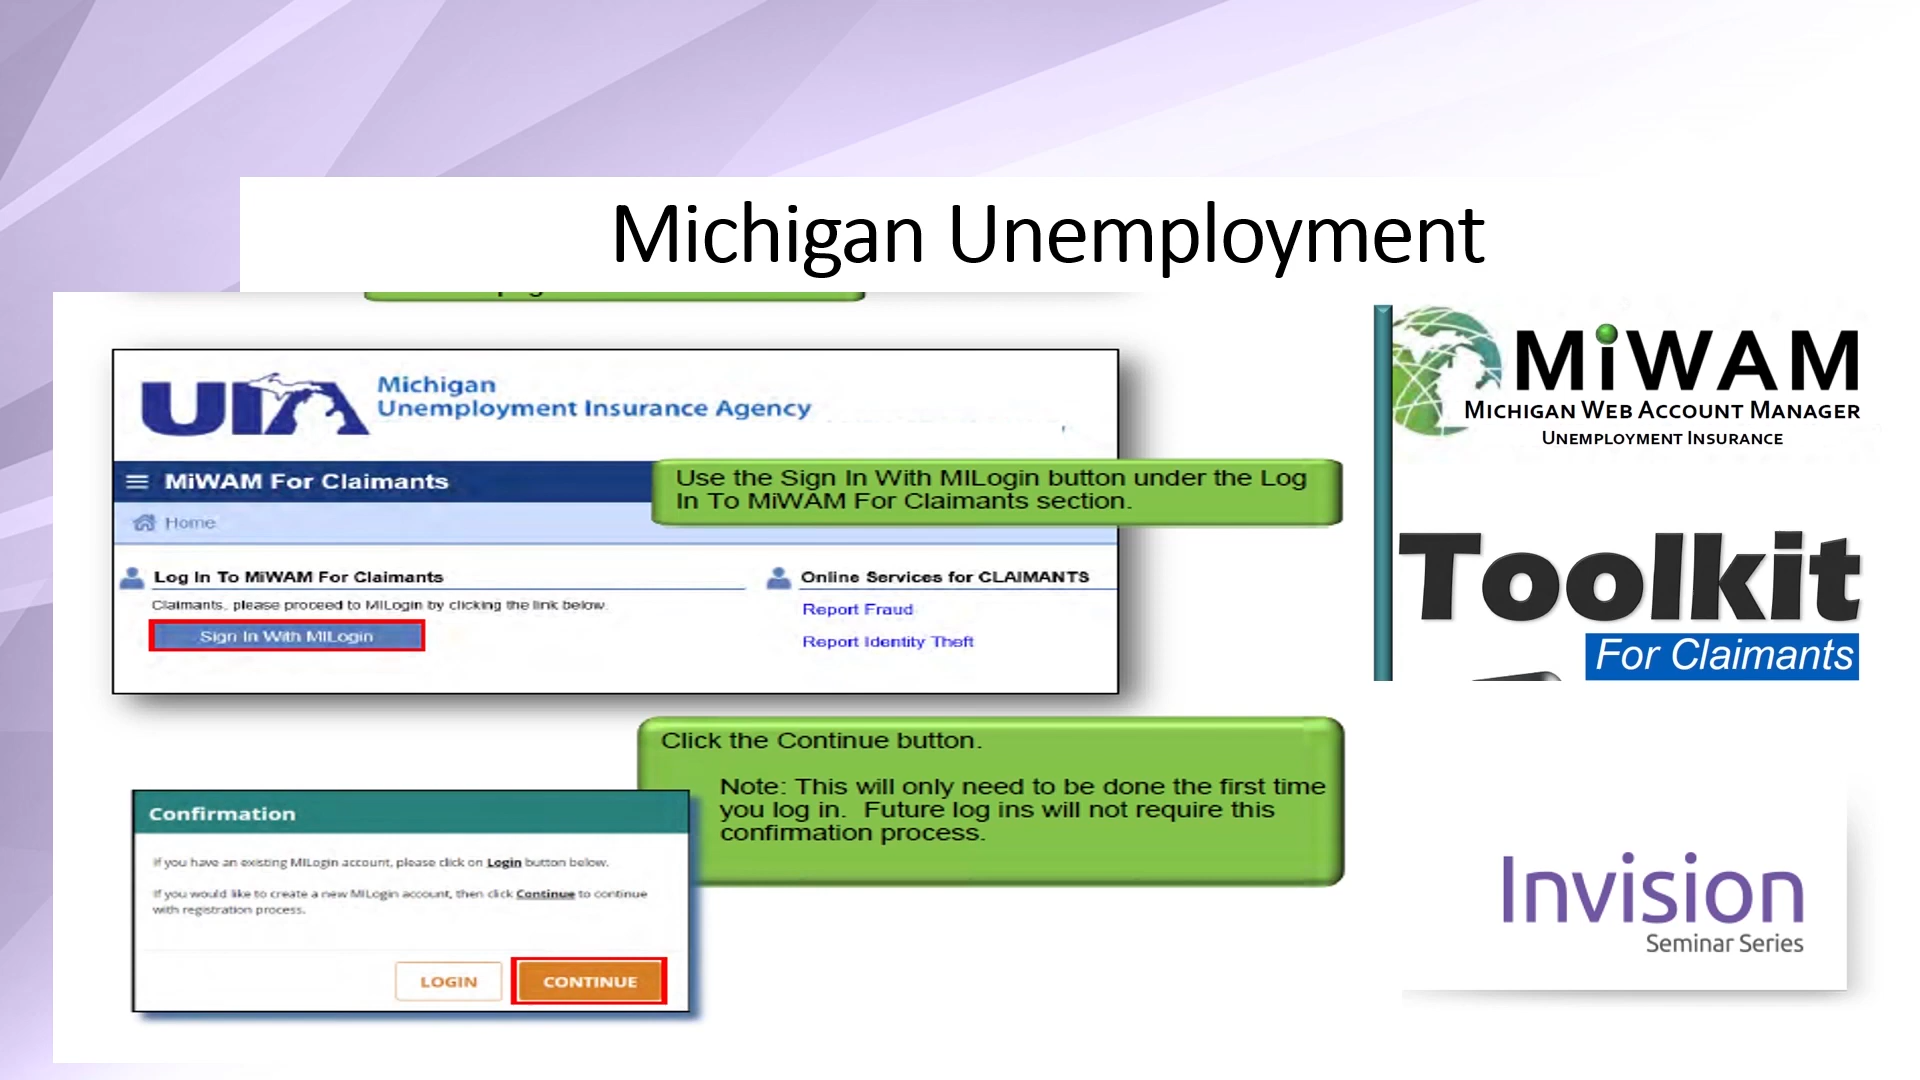 Michigan Unemployment
UIA Michigan
Unemployment Insurance Agency
MiWAM For Claimants
Use the Sign In With MILogin button under the Log
In To MiWAM For Claimants section.
Home
Log In To MiWAM For Claimants
Claimants, please proceed to MILogin by clicking the link below.
Sign In With MILogin
Online Services for CLAIMANTS
Report Fraud
Report Identity Theft
Click the Continue button.
Note: This will only need to be done the first time
you log in.  Future log ins will not require this
confirmation process.
Confirmation
If you have an existing MILogin account, please click on Login button below.
If you would like to create a new MILogin account, then click Continue to continue
with registration process.
LOGIN
CONTINUE
MiWAM
MICHIGAN WEB ACCOUNT MANAGER
UNEMPLOYMENT INSURANCE
Toolkit
For Claimants
Invision
Seminar Series